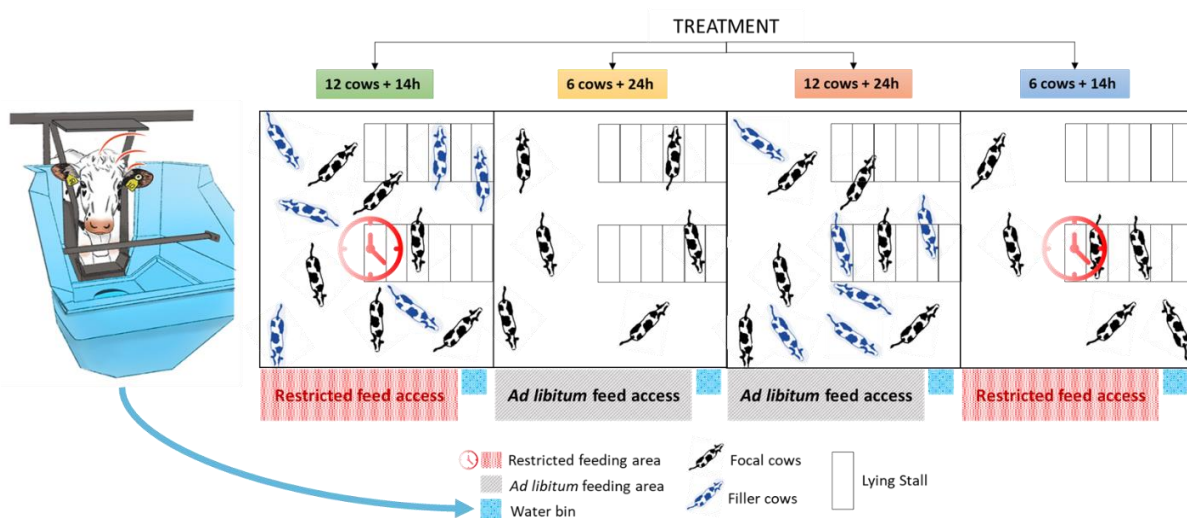 TREATMENT
12 cows + 14h
6 cows + 24h
12 cows + 24h
6 cows + 14h
Restricted feed access
Ad libitum feed access
Ad libitum feed access
Restricted feed access
Restricted feeding area
Ad libitum feeding area
Water bin
Focal cows
Filler cows
Lying Stall